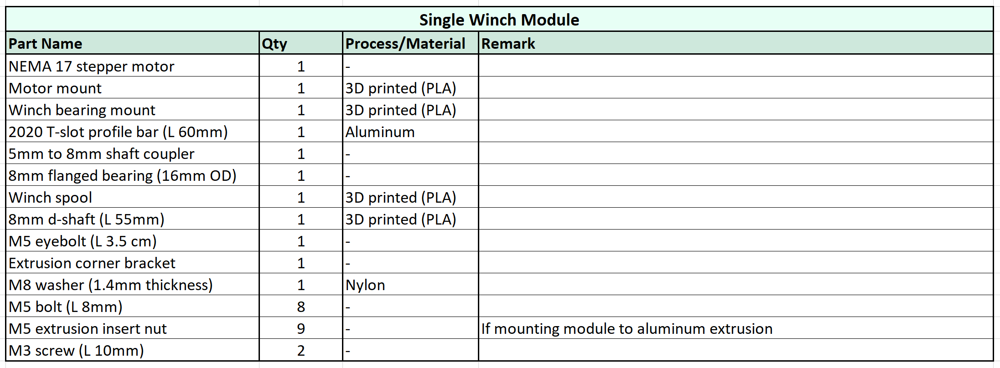 Single Winch Module
Part Name Qty Process/Material Remark
NEMA 17 stepper motor 1 -
Motor mount 1 3D printed (PLA)
Winch bearing mount 1 3D printed (PLA)
2020 T-slot profile bar (L 60mm) 1 Aluminum
5mm to 8mm shaft coupler 1 -
8mm flanged bearing (16mm OD) 1 -
Winch spool 1 3D printed (PLA)
8mm d-shaft (L 55mm) 1 3D printed (PLA)
M5 eyebolt (L 3.5 cm) 1 -
Extrusion corner bracket 1 -
M8 washer (1.4mm thickness) 1 Nylon
M5 bolt (L 8mm) 8 -
M5 extrusion insert nut 9 - If mounting module to aluminum extrusion
M3 screw (L 10mm) 2 -